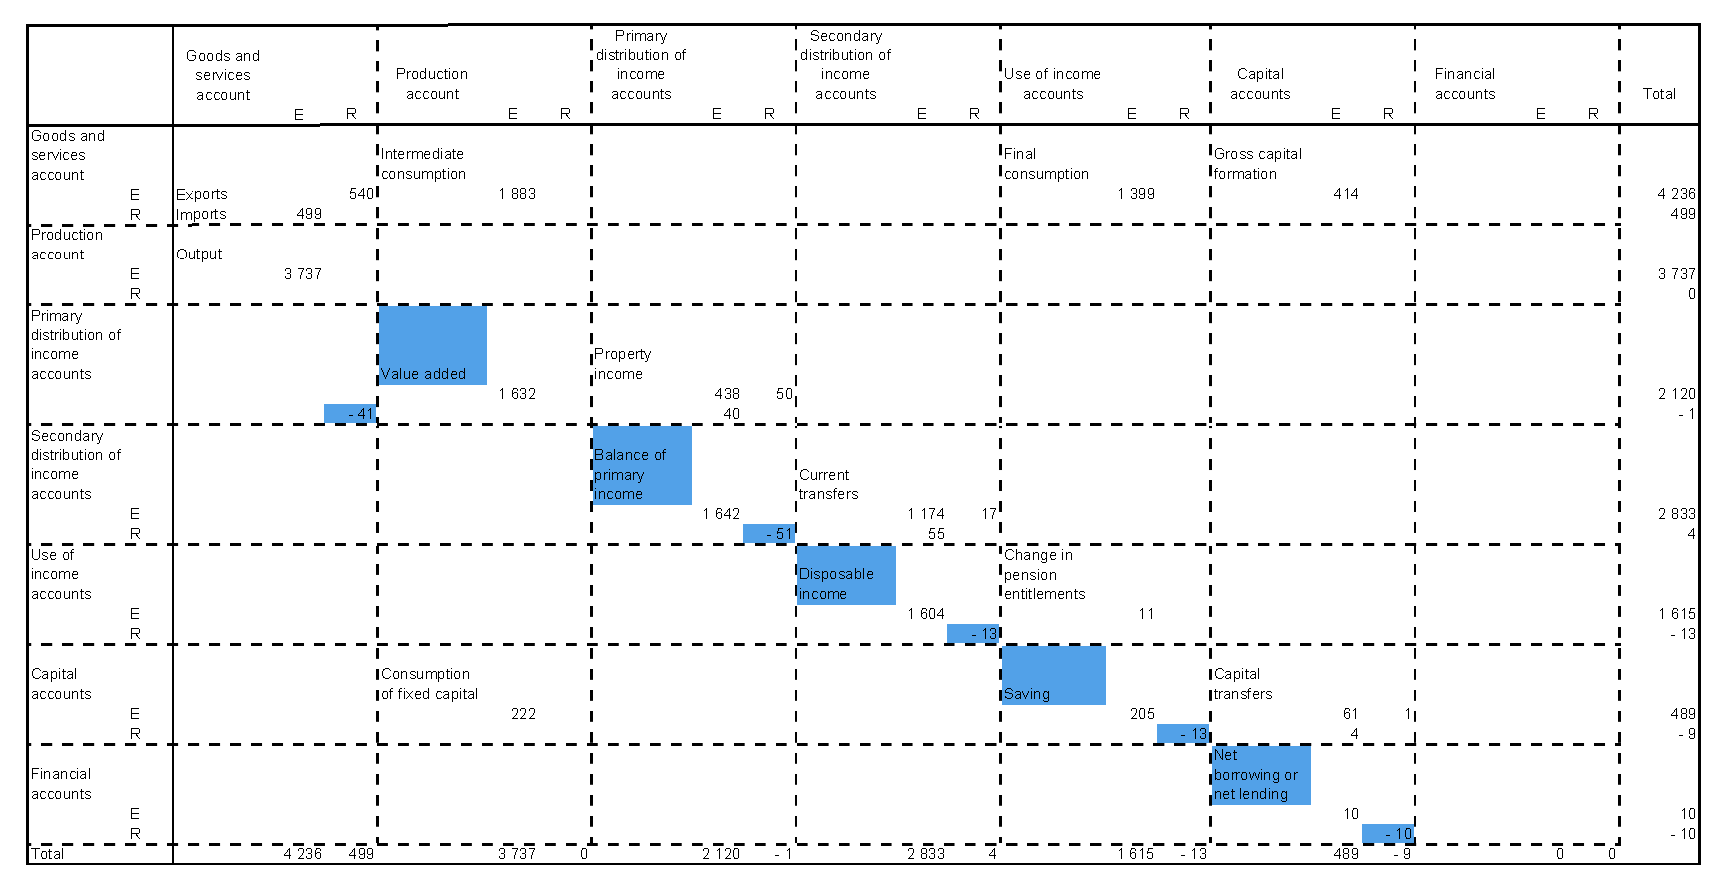 Goods and services account E R Production account E R Primary distribution of income accounts E R Secondary distribution of income accounts E R Use of income accounts E R Capital accounts E R Financial accounts E R Total
Goods and
services
account
Intermediate
consumption
Final
consumption
Gross capital
formation
E Exports 540 1 883 1 399 414 4 236
R Imports 499 499
Production
account Output
E 3 737 3 737
R 0
Primary
distribution of
income
accounts
Value added
Property
income
1 632 438 50 2 120
- 41 40 - 1
Secondary
distribution of
income
accounts
Balance of
primary
income
Current
transfers
E 1 642 1 174 17 2 833
R - 51 55 4
Use of
income
accounts
Disposable
income
Change in
pension
entitlements
E 1 604 11 1 615
R - 13 - 13
Capital
accounts
Consumption
of fixed capital
Saving
Capital
transfers
E 222 205 61 1 489
R - 13 4 - 9
Financial
accounts
Net
borrowing or
net lending
E 10 10
R - 10 - 10
Total 4 236 499 3 737 0 2 120 - 1 2 833 4 1 615 - 13 489 - 9 0 0